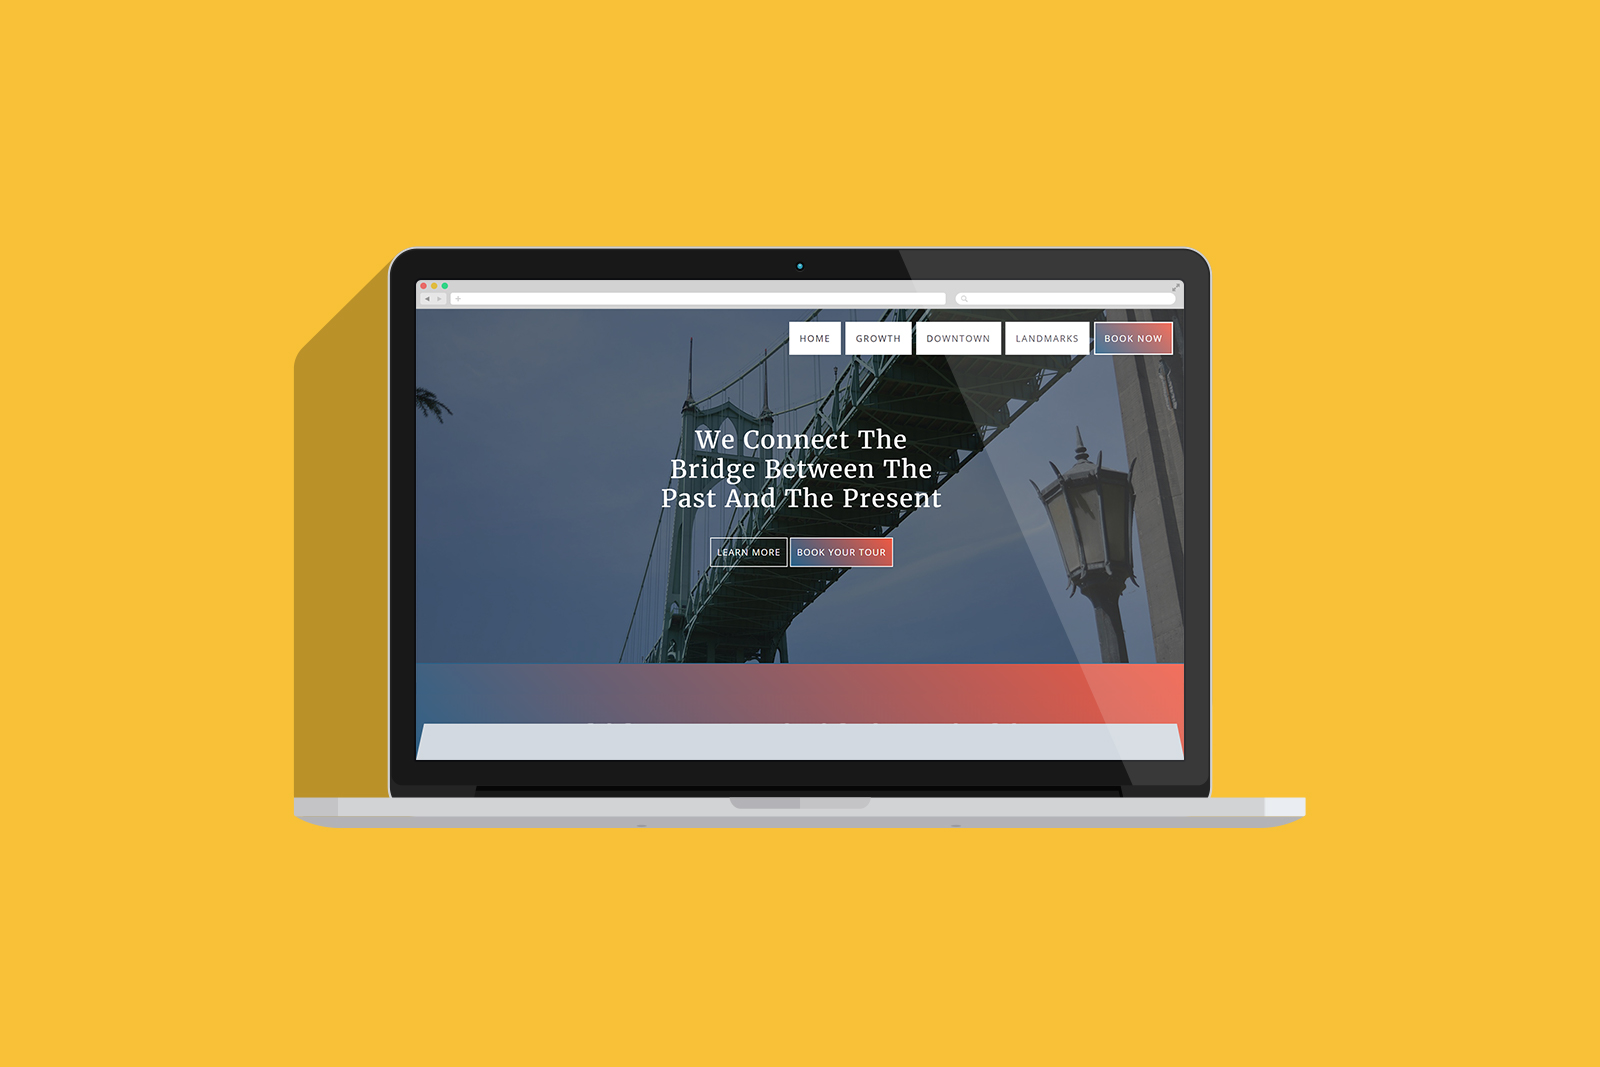 HOME
GROWTH
DOWNTOWN
LANDMARKS
BOOK NOW
We Connect The
Bridge Between The
Past And The Present
LEARN MORE
BOOK YOUR TOUR